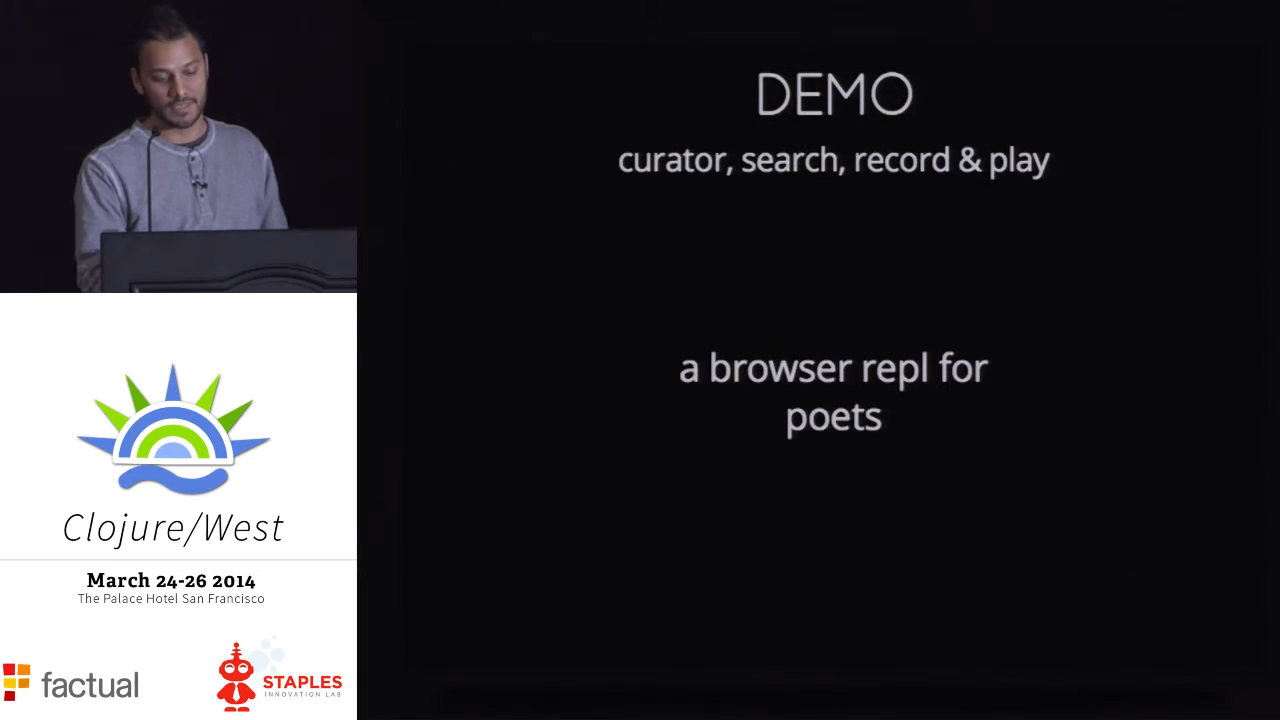 DEMO
curator, search, record & play
a browser repl for
poets
Clojure/West
March 24-26 2014
The Palace Hotel San Francisco
factual
STAPLES
INNOVATION LAB